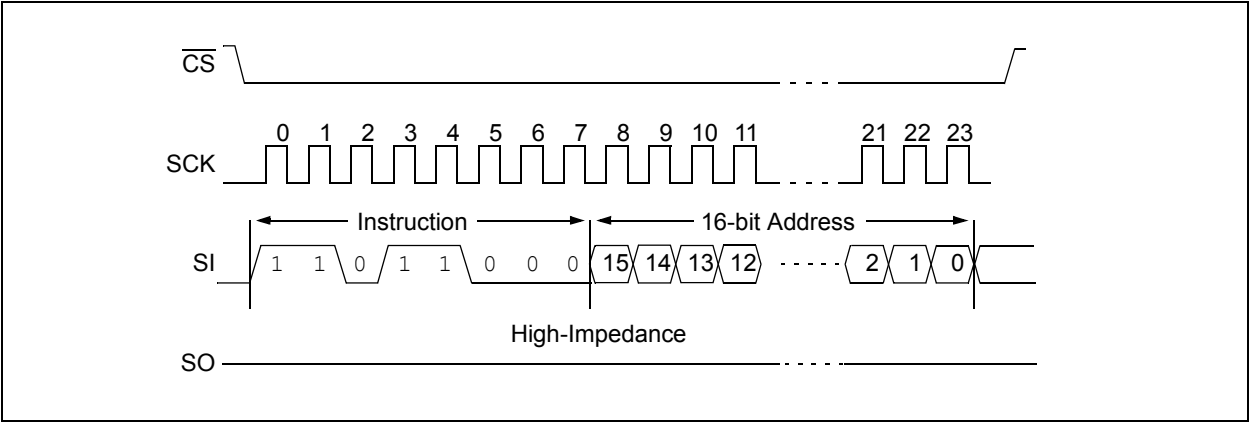 CS
0 1 2 3 4 5 6 7 8 9 10 11 21 22 23
SCK
Instruction 16-bit Address
SI 1 1 0 1 1 0 0 0 15 14 13 12 2 1 0
High-Impedance
SO